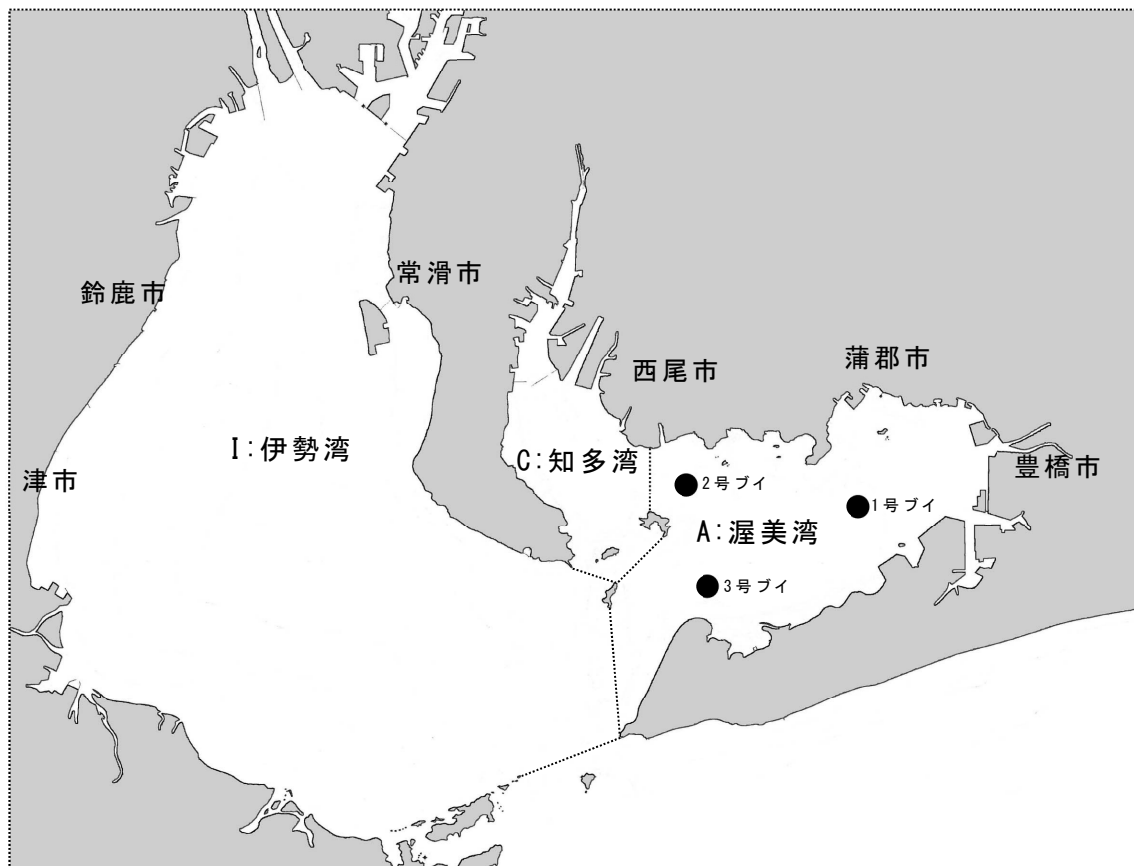 常滑市
鈴鹿市
蒲郡市
西尾市
I:伊勢湾
C:知多湾
豊橋市
津市
2号ブイ
1号ブイ
A:渥美湾
3号ブイ